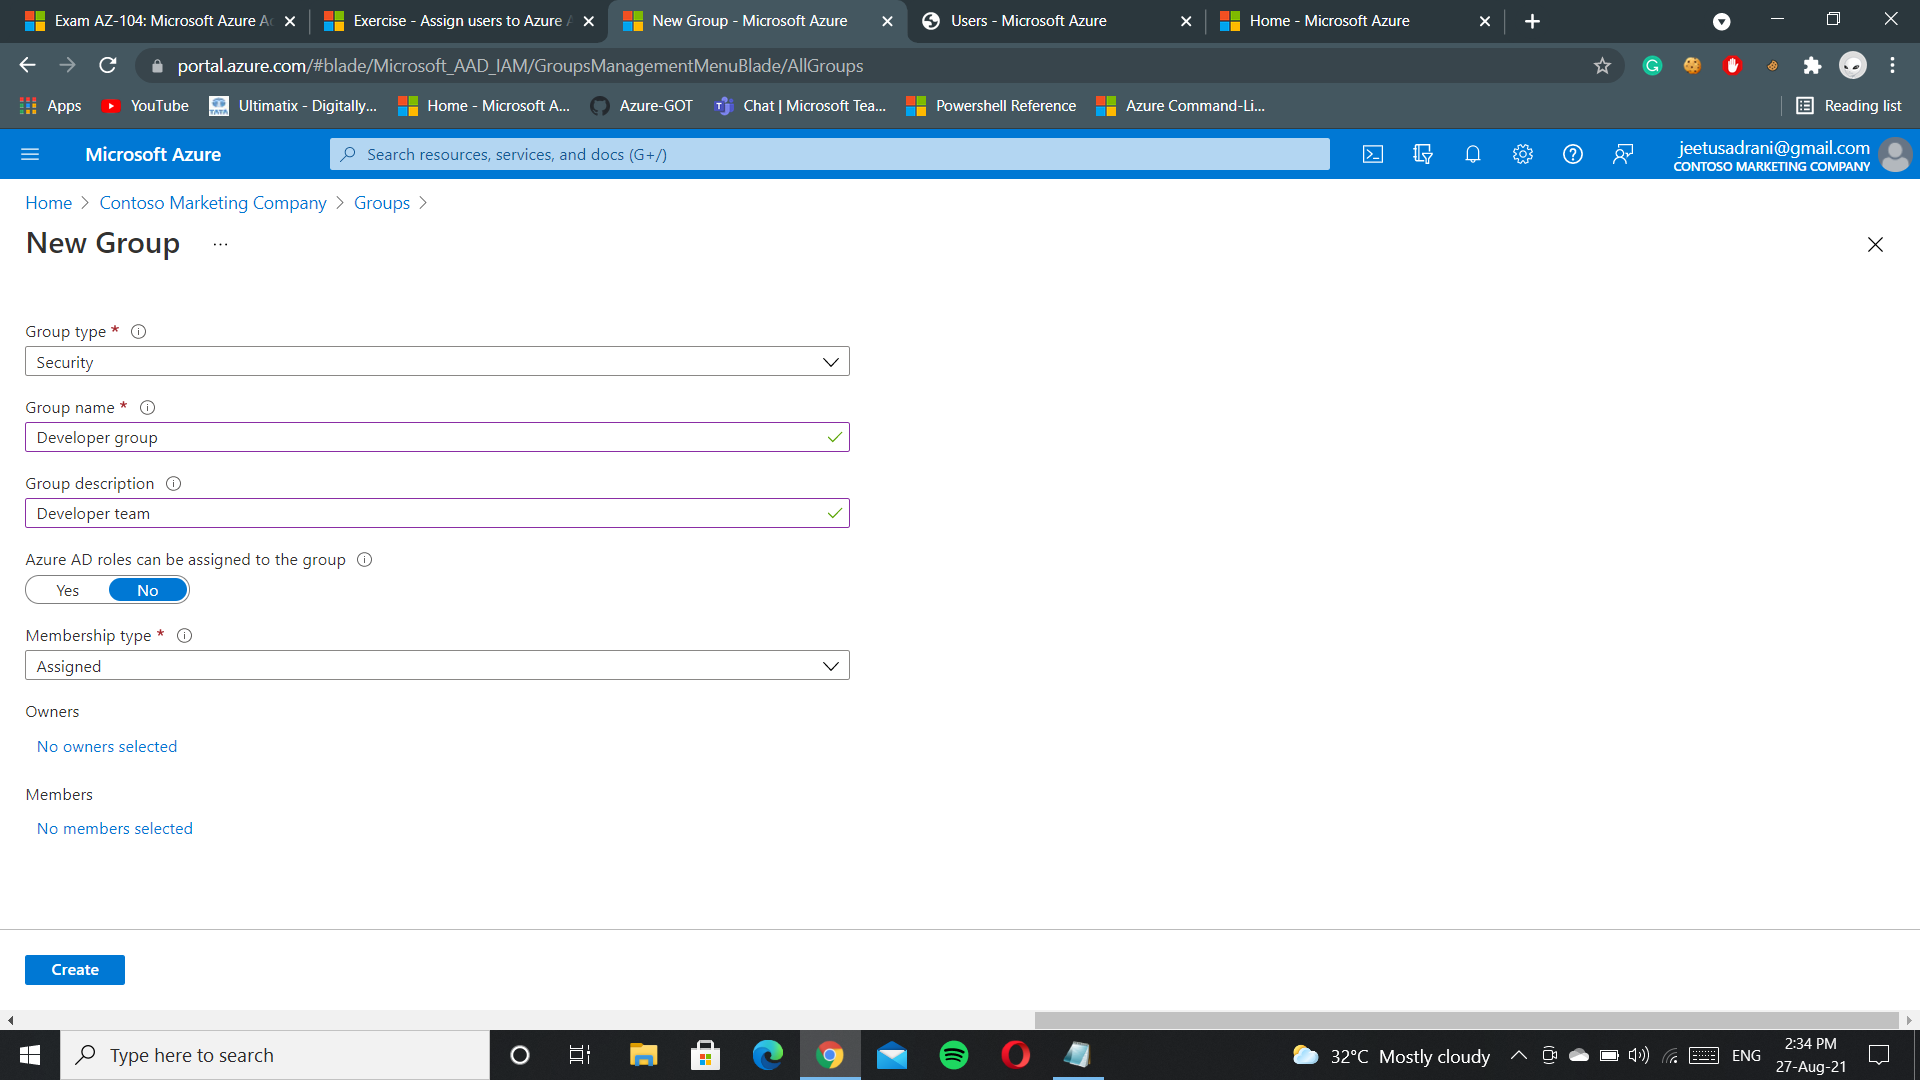 Exam AZ-104: Microsoft Azure A
Exercise - Assign users to Azure A
New Group - Microsoft Azure
Users - Microsoft Azure
Home - Microsoft Azure
portal.azure.com/#blade/Microsoft_AAD_IAM/GroupsManagementMenuBlade/AllGroups
Apps
YouTube
Ultimatix - Digitally...
Home - Microsoft A...
Azure-GOT
Chat | Microsoft Tea...
Powershell Reference
Azure Command-Li...
Reading list
Microsoft Azure
Search resources, services, and docs (G+/)
jeetusadrani@gmail.com
CONTOSO MARKETING COMPANY
Home > Contoso Marketing Company > Groups >
New Group ...
Group type *
Security
Group name *
Developer group
Group description
Developer team
Azure AD roles can be assigned to the group
Yes No
Membership type *
Assigned
Owners
No owners selected
Members
No members selected
Create
Type here to search
32°C Mostly cloudy
ENG
2:34 PM
27-Aug-21